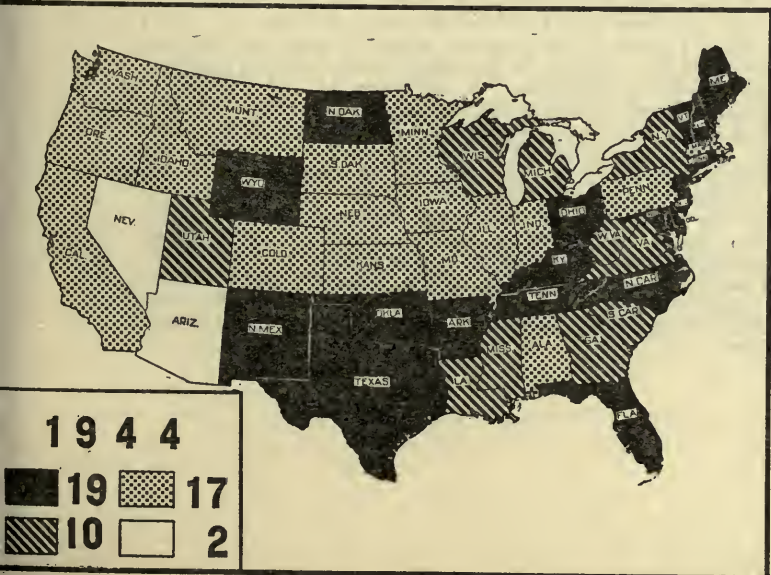 WASH.
MONT.
N.DAK
MINN.
ORE.
IDAHO
WYO
S.DAK
WIS.
MICH.
N.Y.
VT
ME.
NEV.
UTAH
COLO
NEB
IOWA
ILL
IND
OHIO
PENN.
CAL.
KANS
MO
KY
W.VA
VA.
ARIZ.
N.MEX
OKLA
ARK
TENN
N.CAR
S.CAR
TEXAS
LA.
MISS.
ALA
GA.
FLA
1944
19 17
10 2